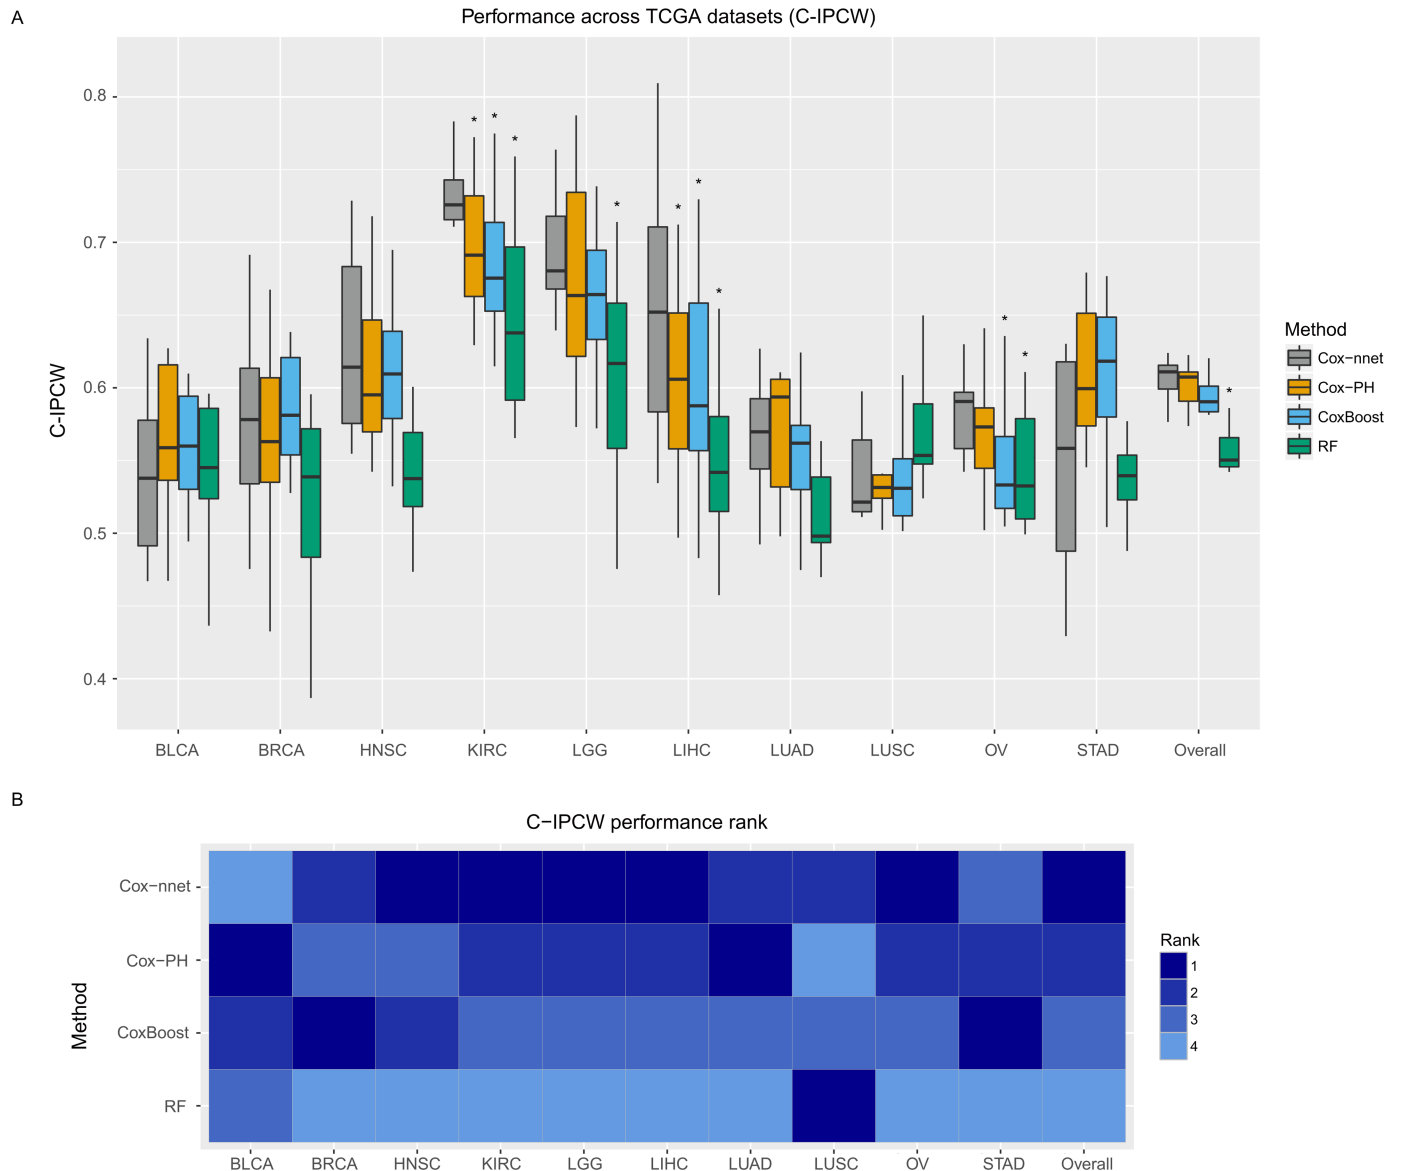 A
Performance across TCGA datasets (C-IPCW)
0.8
0.7
0.6
0.5
0.4
C-IPCW
* * * * * * * * * *
BLCA BRCA HNSC KIRC LGG LIHC LUAD LUSC OV STAD Overall
Method
Cox-nnet
Cox-PH
CoxBoost
RF
B
C-IPCW performance rank
Method
Cox-nnet
Cox-PH
CoxBoost
RF
BLCA BRCA HNSC KIRC LGG LIHC LUAD LUSC OV STAD Overall
Rank
1
2
3
4